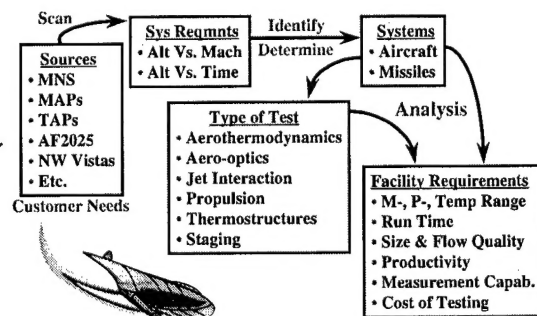 Scan
Sources
• MNS
• MAPs
• TAPs
• AF2025
• NW Vistas
• Etc.
Customer Needs
Sys Reqmnts
• Alt Vs. Mach
• Alt Vs. Time
Identify
Determine
Systems
• Aircraft
• Missiles
Analysis
Type of Test
• Aerothermodynamics
• Aero-optics
• Jet Interaction
• Propulsion
• Thermostructures
• Staging
Facility Requirements
• M-, P-, Temp Range
• Run Time
• Size & Flow Quality
• Productivity
• Measurement Capab.
• Cost of Testing